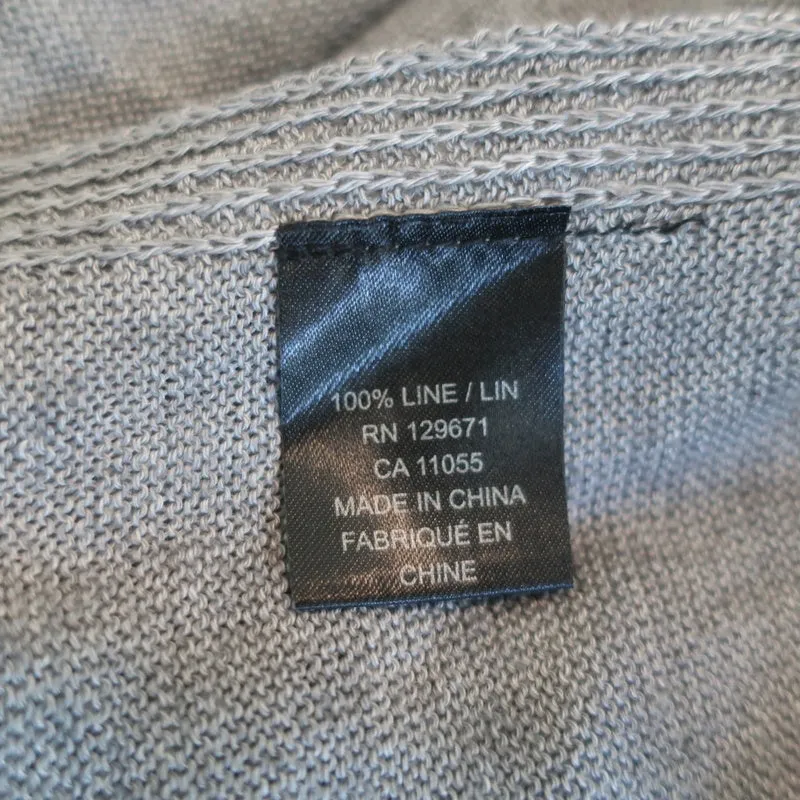 100% LINE / LIN
RN 129671
CA 11055
MADE IN CHINA
FABRIQUÉ EN
CHINE